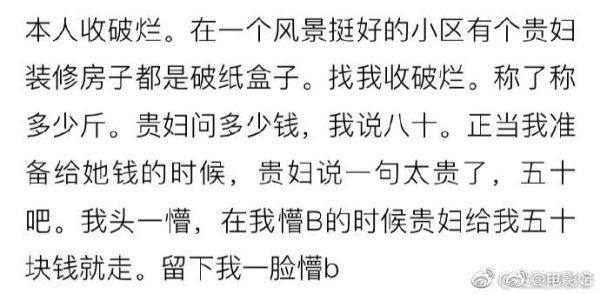 本人收破烂。在一个风景挺好的小区有个贵妇
装修房子都是破纸盒子。找我收破烂。称了称
多少斤。贵妇问多少钱，我说八十。正当我准
备给她钱的时候，贵妇说一句太贵了，五十
吧。我头一懵，在我懵B的时候贵妇给我五十
块钱就走。留下我一脸懵b